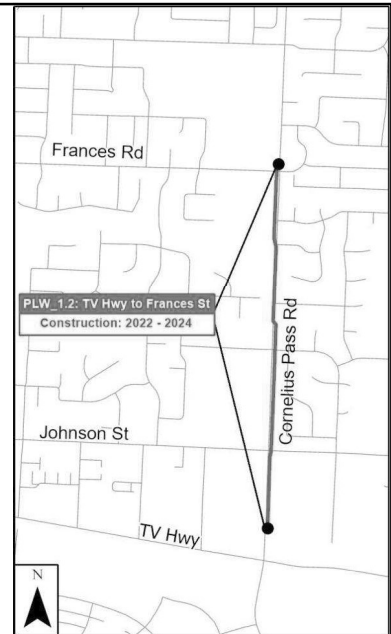 Frances Rd
PLW_1.2: TV Hwy to Frances St
Construction: 2022 - 2024
Cornelius Pass Rd
Johnson St
TV Hwy
N